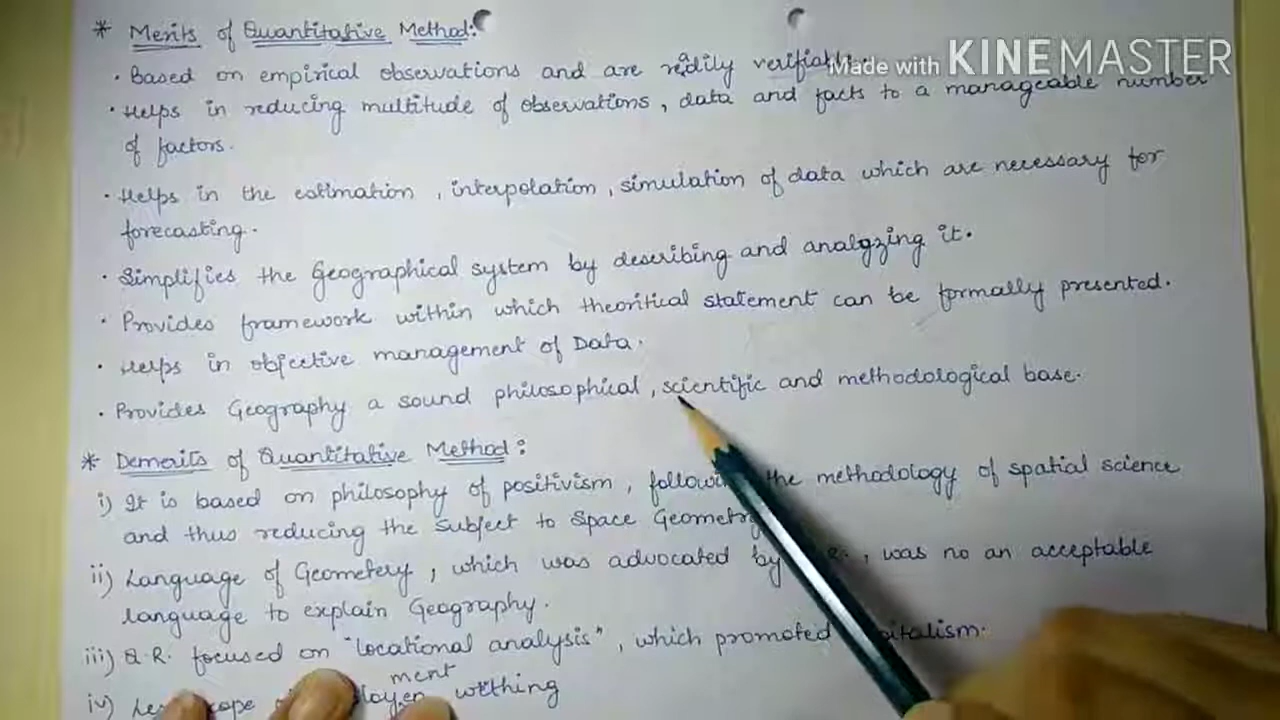 * Merits of Quantitative Method:
Made with KINEMASTER
• Based on empirical observations and are readily verifiable.
• Helps in reducing multitude of observations, data and facts to a manageable number
of factors.
• Helps in the estimation, interpolation, simulation of data which are necessary for
forecasting.
• Simplifies the Geographical system by describing and analyzing it.
• Provides framework within which theoritical statement can be formally presented.
• Helps in objective management of Data.
• Provides Geography a sound philosophical, scientific and methodological base.
* Demerits of Quantitative Method:
i) It is based on philosophy of positivism, the methodology of spatial science
and thus reducing the subject to Space Geometry
ii) Language of Geometery, which was advocated by , was no an acceptable
language to explain Geography.
iii) Q.R. focused on "locational analysis", which promoted
ment
iv)